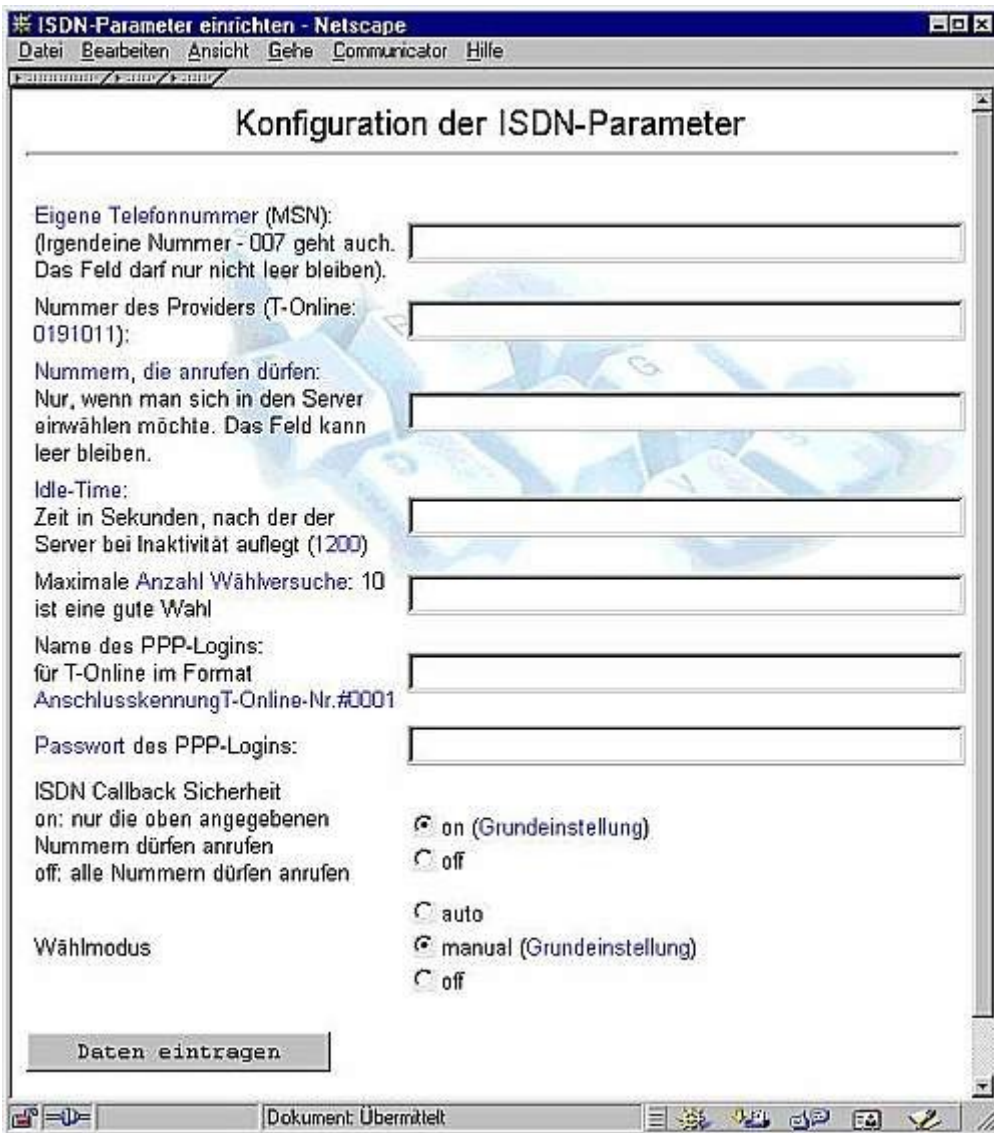 ISDN-Parameter einrichten - Netscape
Datei Bearbeiten Ansicht Gehe Communicator Hilfe
Konfiguration der ISDN-Parameter
Eigene Telefonnummer (MSN):
(Irgendeine Nummer - 007 geht auch.
Das Feld darf nur nicht leer bleiben).
Nummer des Providers (T-Online:
0191011):
Nummern, die anrufen dürfen:
Nur, wenn man sich in den Server
einwählen möchte. Das Feld kann
leer bleiben.
Idle-Time:
Zeit in Sekunden, nach der der
Server bei Inaktivität auflegt (1200)
Maximale Anzahl Wählversuche: 10
ist eine gute Wahl
Name des PPP-Logins:
für T-Online im Format
AnschlusskennungT-Online-Nr.#0001
Passwort des PPP-Logins:
ISDN Callback Sicherheit
on: nur die oben angegebenen
Nummern dürfen anrufen
off: alle Nummern dürfen anrufen
on (Grundeinstellung)
off
Wählmodus
auto
manual (Grundeinstellung)
off
Daten eintragen
Dokument: Übermittelt